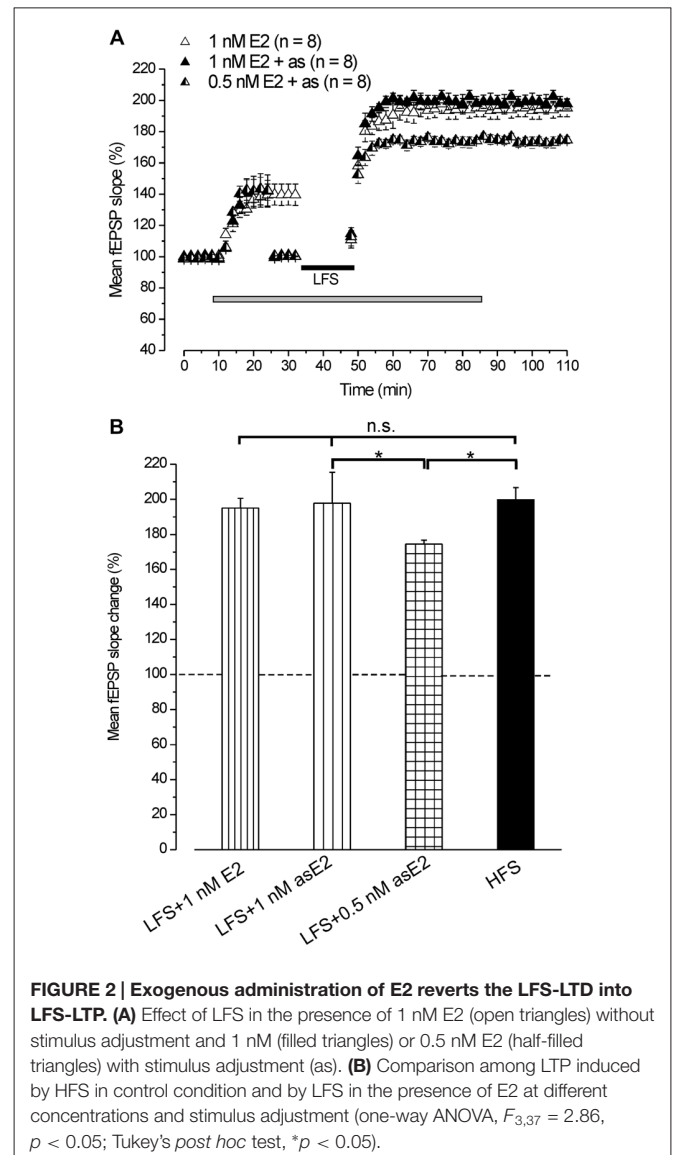 A
△ 1 nM E2 (n = 8)
▲ 1 nM E2 + as (n = 8)
0.5 nM E2 + as (n = 8)
220
200
180
160
140
120
100
80
60
40
Mean fEPSP slope (%)
LFS
0 10 20 30 40 50 60 70 80 90 100 110
Time (min)
B
n.s.
* *
220
200
180
160
140
120
100
80
60
40
20
0
Mean fEPSP slope change (%)
LFS+1 nM E2
LFS+1 nM asE2
LFS+0.5 nM asE2
HFS
FIGURE 2 | Exogenous administration of E2 reverts the LFS-LTD into
LFS-LTP. (A) Effect of LFS in the presence of 1 nM E2 (open triangles) without
stimulus adjustment and 1 nM (filled triangles) or 0.5 nM E2 (half-filled
triangles) with stimulus adjustment (as). (B) Comparison among LTP induced
by HFS in control condition and by LFS in the presence of E2 at different
concentrations and stimulus adjustment (one-way ANOVA, F3,37 = 2.86,
p < 0.05; Tukey's post hoc test, *p < 0.05).